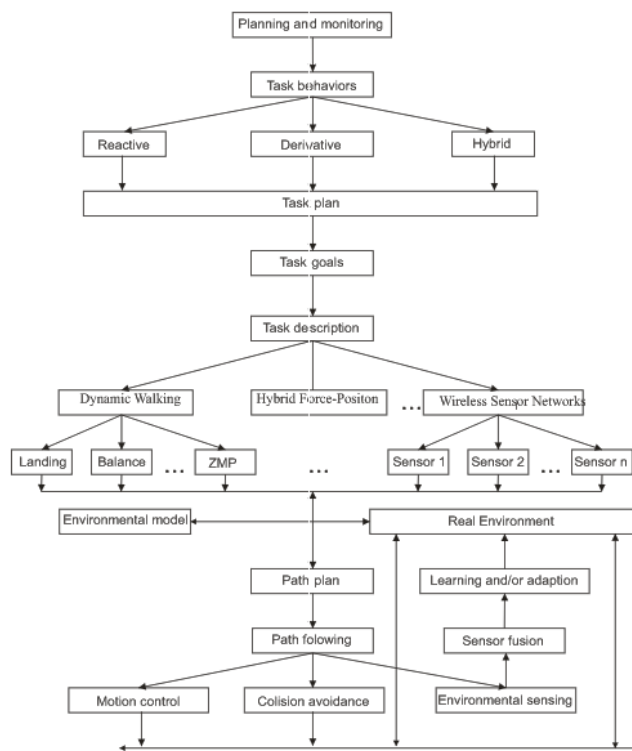 Planning and monitoring
Task behaviors
Reactive
Derivative
Hybrid
Task plan
Task goals
Task description
Dynamic Walking
Hybrid Force-Positon
...
Wireless Sensor Networks
Landing
Balance
...
ZMP
...
Sensor 1
Sensor 2
...
Sensor n
Environmental model
Real Environment
Path plan
Learning and/or adaption
Path folowing
Sensor fusion
Motion control
Colision avoidance
Environmental sensing